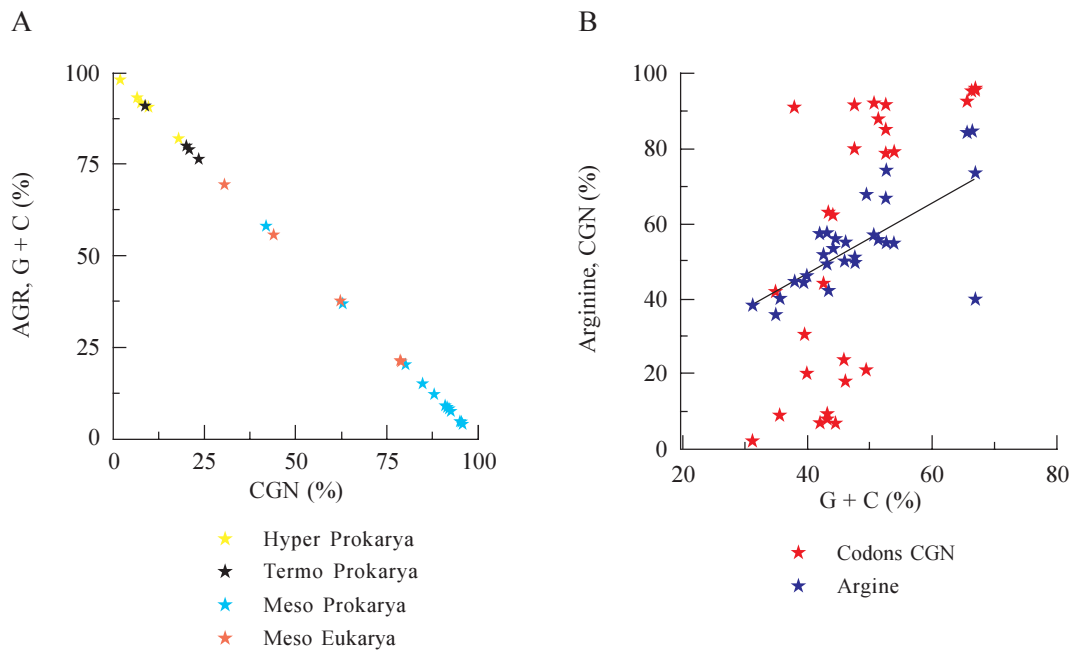 A
AGR, G + C (%)
100
75
50
25
0
0 25 50 75 100
CGN (%)
Hyper Prokarya
Termo Prokarya
Meso Prokarya
Meso Eukarya
B
Arginine, CGN (%)
100
80
60
40
20
0
20 40 60 80
G + C (%)
Codons CGN
Argine